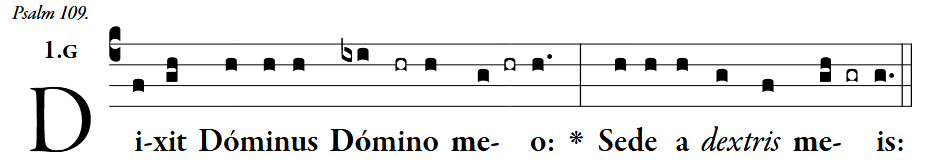 Psalm 109.
1.G
Di-xit Dóminus Dómino me- o: * Sede a dextris me- is: